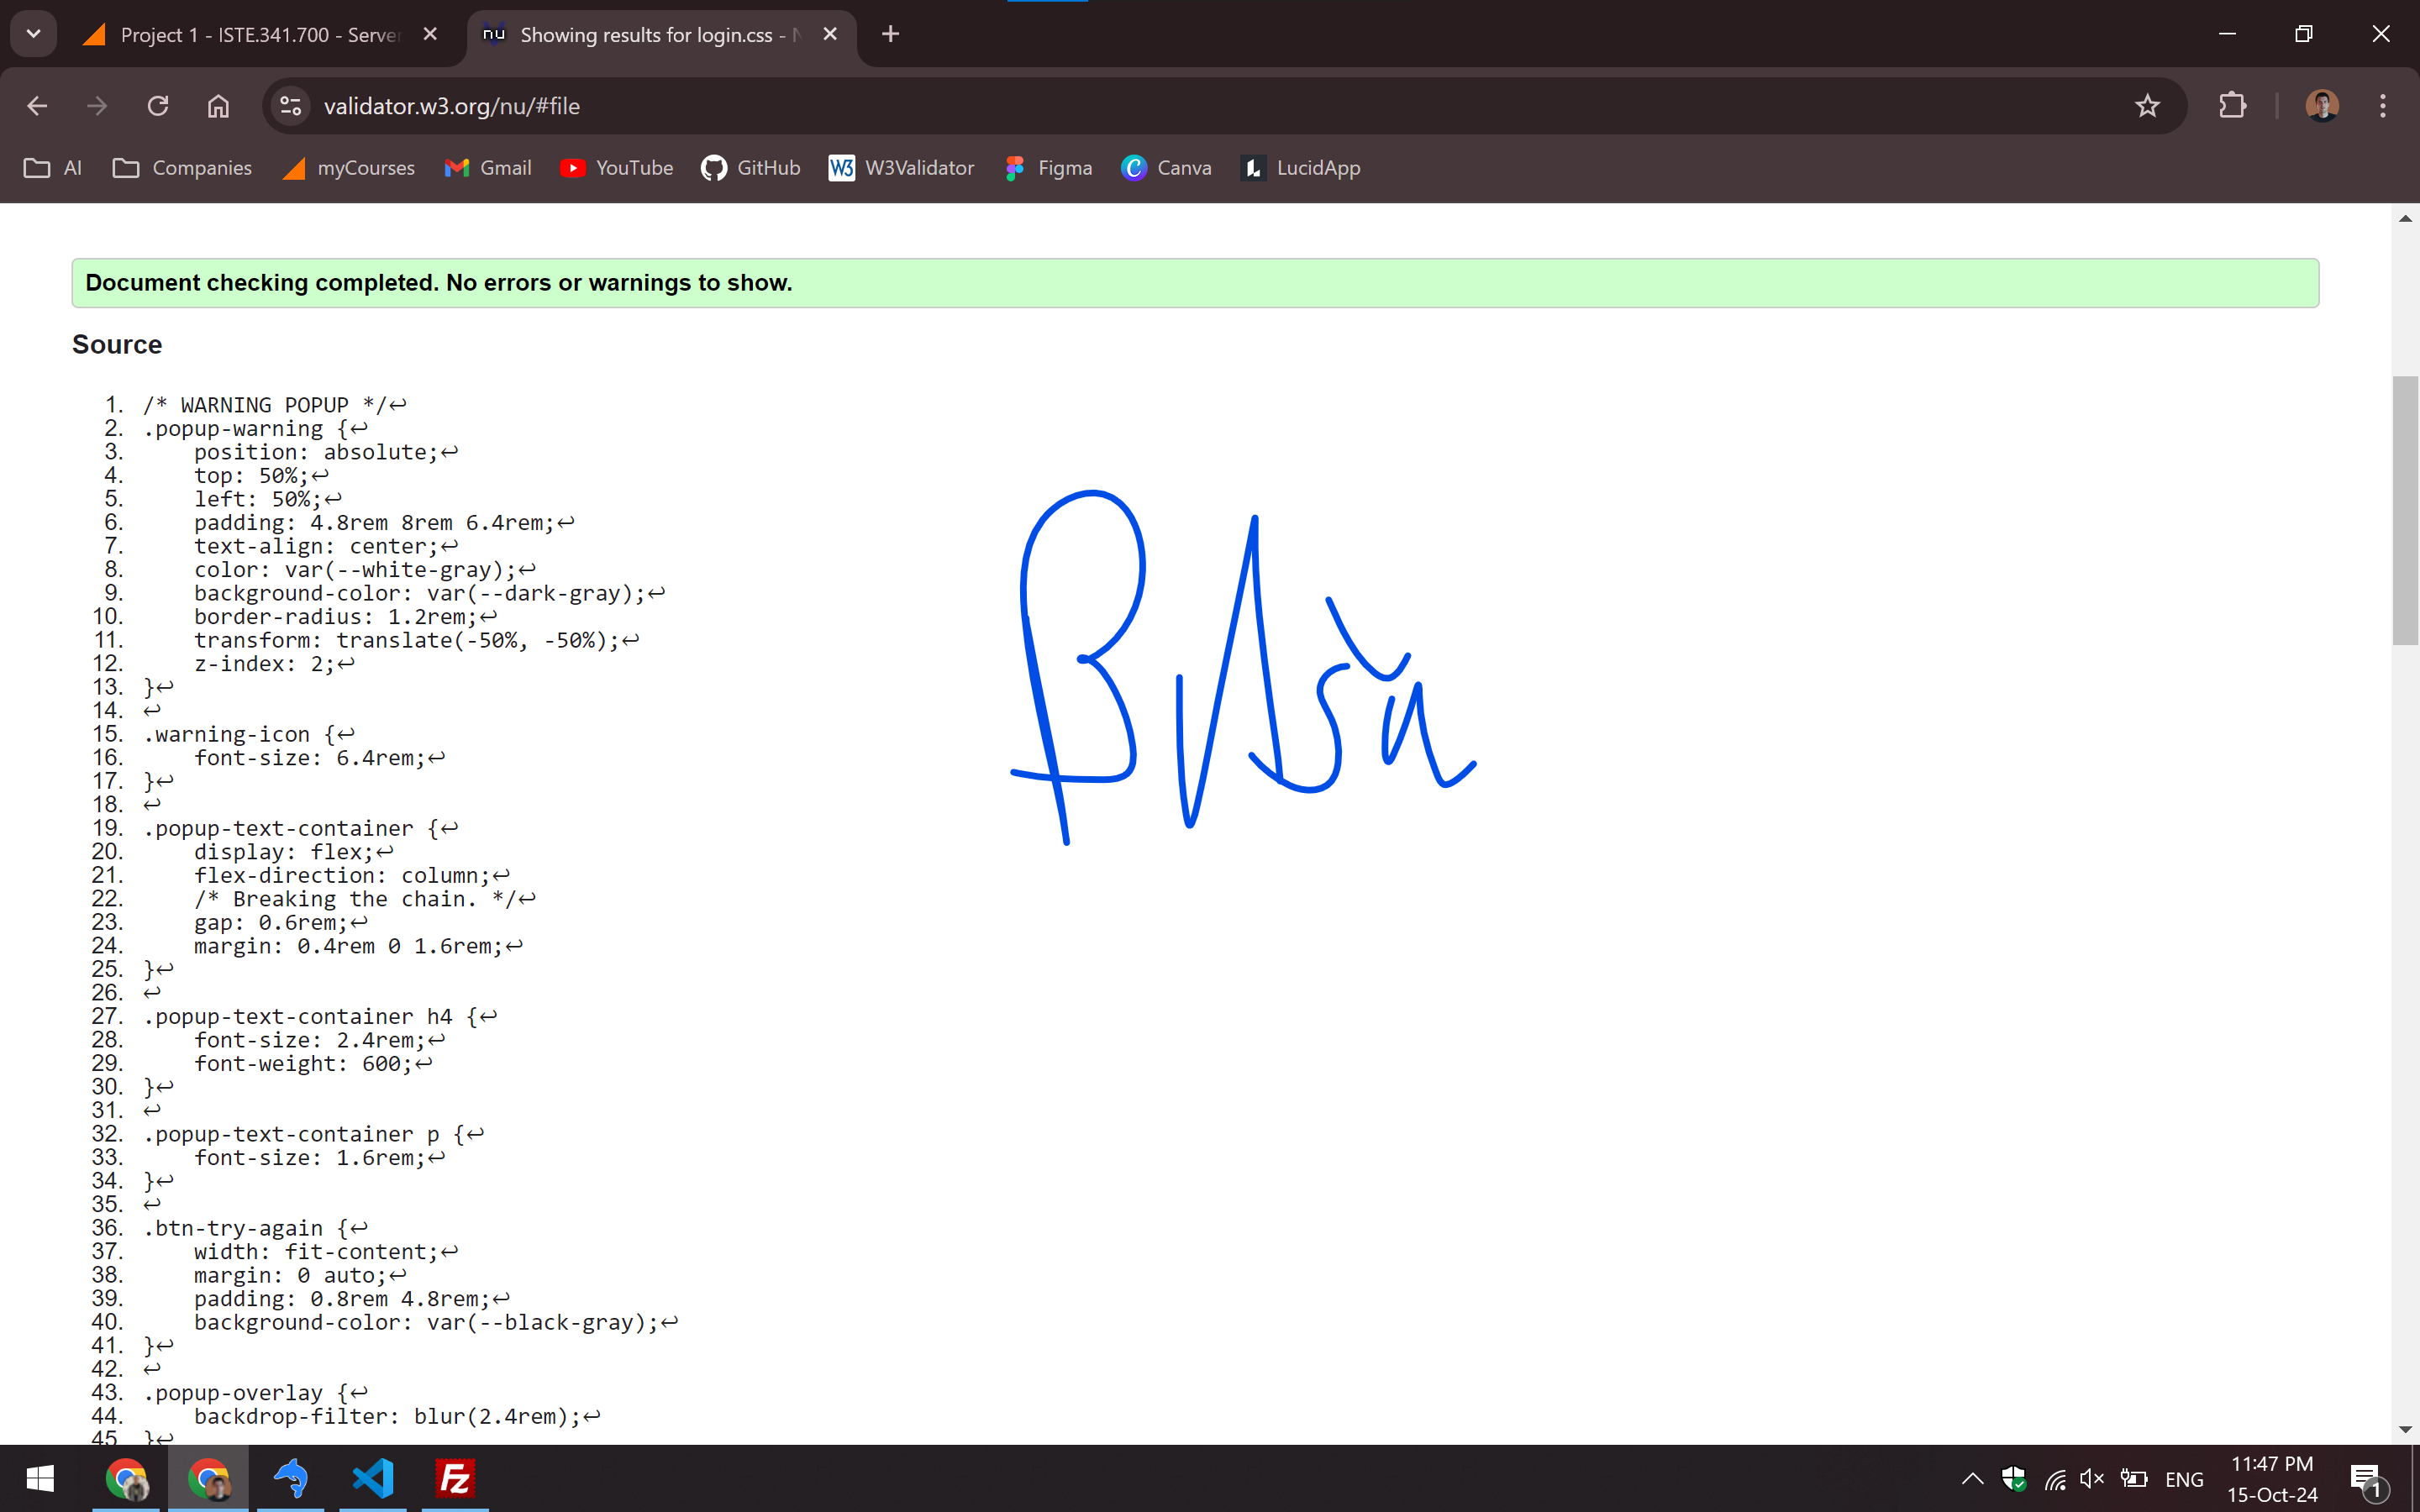 Project 1 - ISTE.341.700 - Server
nu Showing results for login.css - N
validator.w3.org/nu/#file
AI Companies myCourses Gmail YouTube GitHub W3 W3Validator Figma Canva LucidApp
Document checking completed. No errors or warnings to show.
Source
1. /* WARNING POPUP */↩
2. .popup-warning {↩
3. position: absolute;↩
4. top: 50%;↩
5. left: 50%;↩
6. padding: 4.8rem 8rem 6.4rem;↩
7. text-align: center;↩
8. color: var(--white-gray);↩
9. background-color: var(--dark-gray);↩
10. border-radius: 1.2rem;↩
11. transform: translate(-50%, -50%);↩
12. z-index: 2;↩
13. }↩
14. ↩
15. .warning-icon {↩
16. font-size: 6.4rem;↩
17. }↩
18. ↩
19. .popup-text-container {↩
20. display: flex;↩
21. flex-direction: column;↩
22. /* Breaking the chain. */↩
23. gap: 0.6rem;↩
24. margin: 0.4rem 0 1.6rem;↩
25. }↩
26. ↩
27. .popup-text-container h4 {↩
28. font-size: 2.4rem;↩
29. font-weight: 600;↩
30. }↩
31. ↩
32. .popup-text-container p {↩
33. font-size: 1.6rem;↩
34. }↩
35. ↩
36. .btn-try-again {↩
37. width: fit-content;↩
38. margin: 0 auto;↩
39. padding: 0.8rem 4.8rem;↩
40. background-color: var(--black-gray);↩
41. }↩
42. ↩
43. .popup-overlay {↩
44. backdrop-filter: blur(2.4rem);↩
45. }↩
Fz ENG 11:47 PM
15-Oct-24 1